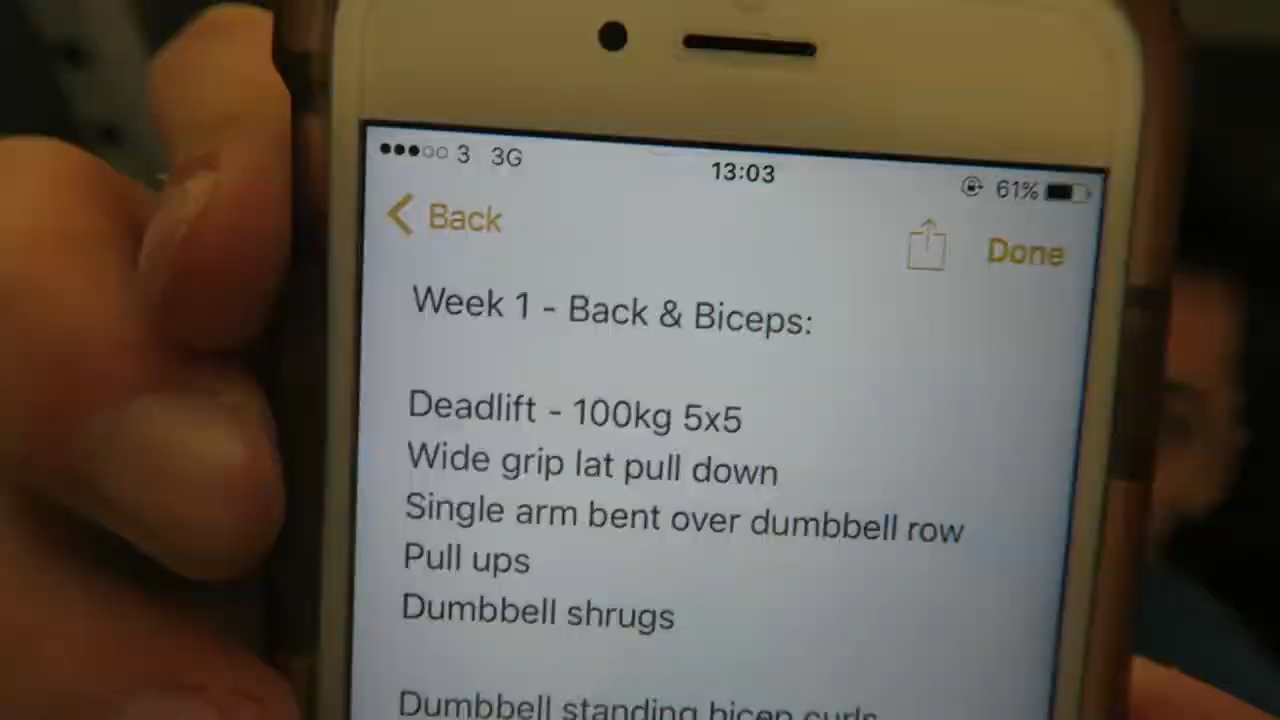 3 3G 13:03 61%
Back Done
Week 1 - Back & Biceps:
Deadlift - 100kg 5x5
Wide grip lat pull down
Single arm bent over dumbbell row
Pull ups
Dumbbell shrugs
Dumbbell standing bicep curls